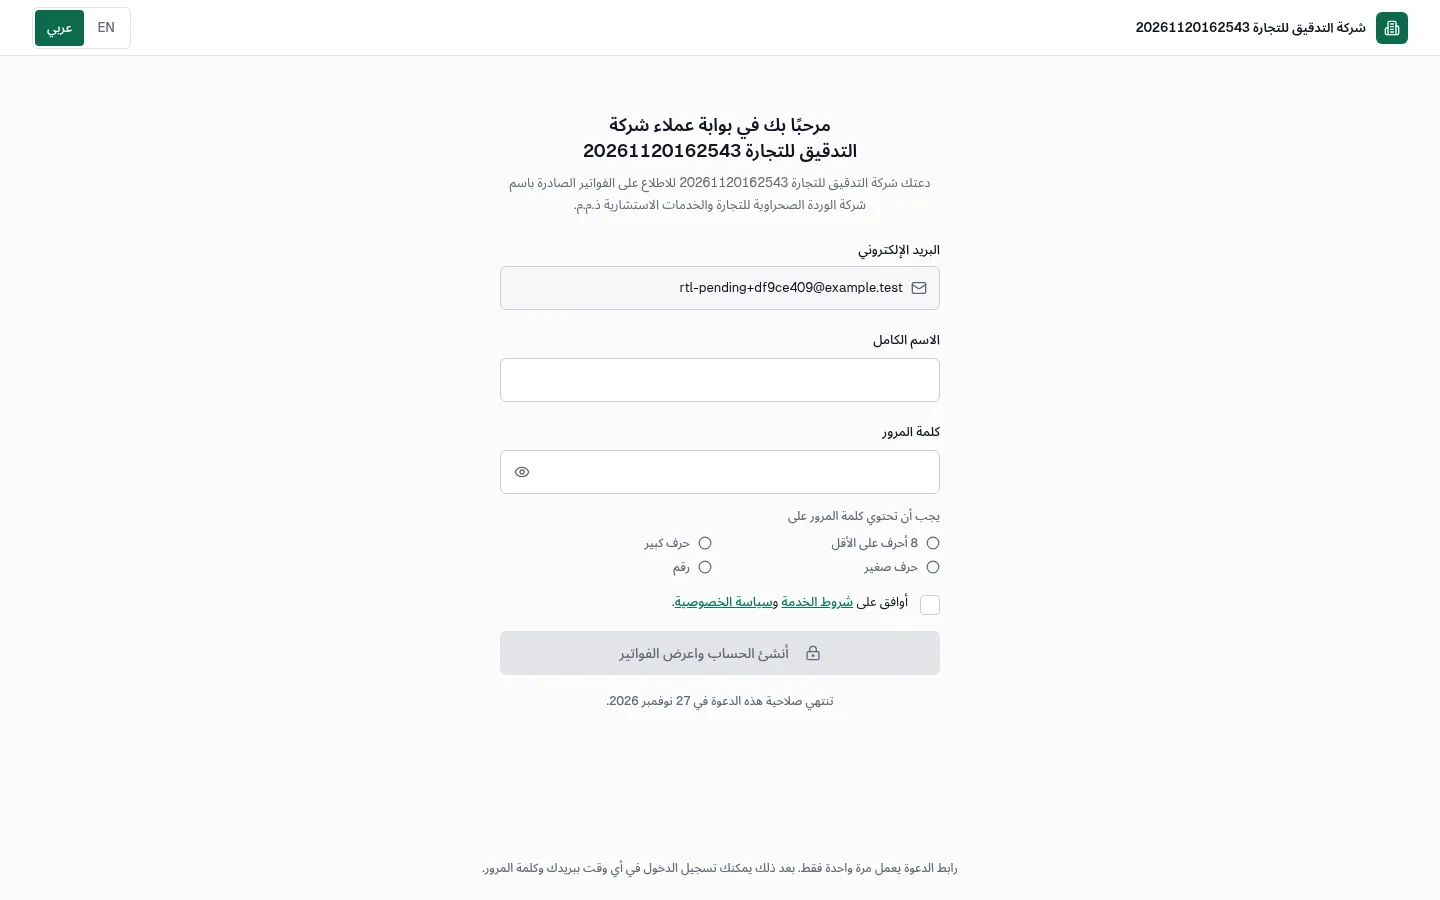 شركة التدقيق للتجارة 20261120162543
عربي
EN
مرحبًا بك في بوابة عملاء شركة
التدقيق للتجارة 20261120162543
دعتك شركة التدقيق للتجارة 20261120162543 للاطلاع على الفواتير الصادرة باسم
شركة الوردة الصحراوية للتجارة والخدمات الاستشارية ذ.م.م.
البريد الإلكتروني
rtl-pending+df9ce409@example.test
الاسم الكامل
كلمة المرور
يجب أن تحتوي كلمة المرور على
8 أحرف على الأقل
حرف كبير
حرف صغير
رقم
أوافق على شروط الخدمة وسياسة الخصوصية.
أنشئ الحساب واعرض الفواتير
تنتهي صلاحية هذه الدعوة في 27 نوفمبر 2026.
رابط الدعوة يعمل مرة واحدة فقط. بعد ذلك يمكنك تسجيل الدخول في أي وقت ببريدك وكلمة المرور.